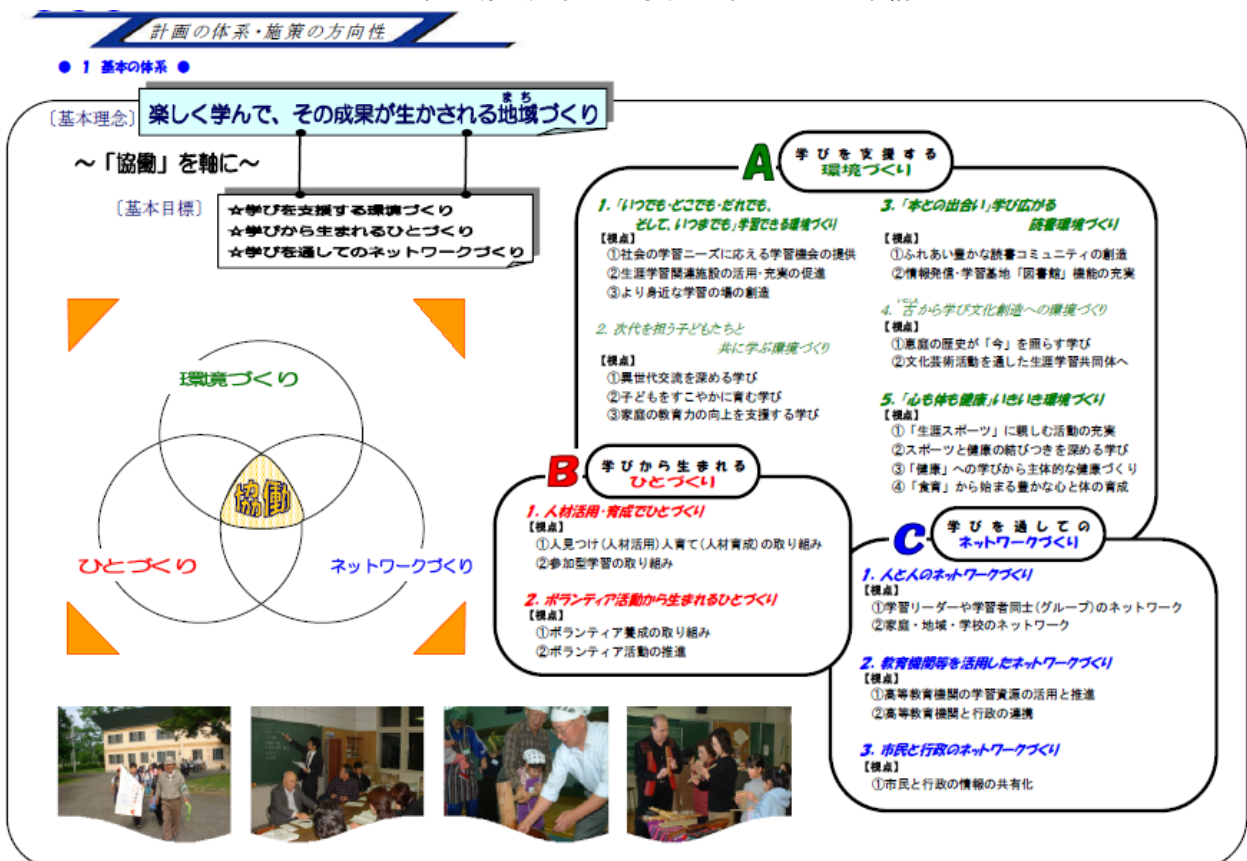 計画の体系・施策の方向性
● 1 基本の体系 ●
〔基本理念〕
楽しく学んで、その成果が生かされる地域づくり
まち
～「協働」を軸に～
〔基本目標〕
☆学びを支援する環境づくり
☆学びから生まれるひとづくり
☆学びを通してのネットワークづくり
環境づくり
協働
ひとづくり
ネットワークづくり
A
学びを支援する
環境づくり
1.「いつでも・どこでも・だれでも、
そして、いつまでも」学習できる環境づくり
【視点】
①社会の学習ニーズに応える学習機会の提供
②生涯学習関連施設の活用・充実の促進
③より身近な学習の場の創造
2. 次代を担う子どもたちと
共に学ぶ環境づくり
【視点】
①異世代交流を深める学び
②子どもをすこやかに育む学び
③家庭の教育力の向上を支援する学び
3.「本との出合い」学び広がる
読書環境づくり
【視点】
①ふれあい豊かな読書コミュニティの創造
②情報発信・学習基地「図書館」機能の充実
4. 古から学び文化創造への環境づくり
【視点】
①恵庭の歴史が「今」を照らす学び
②文化芸術活動を通した生涯学習共同体へ
5.「心も体も健康」いきいき環境づくり
【視点】
①「生涯スポーツ」に親しむ活動の充実
②スポーツと健康の結びつきを深める学び
③「健康」への学びから主体的な健康づくり
④「食育」から始まる豊かな心と体の育成
B
学びから生まれる
ひとづくり
1. 人材活用・育成でひとづくり
【視点】
①人見つけ(人材活用)人育て(人材育成)の取り組み
②参加型学習の取り組み
2. ボランティア活動から生まれるひとづくり
【視点】
①ボランティア養成の取り組み
②ボランティア活動の推進
C
学びを通しての
ネットワークづくり
1. 人と人のネットワークづくり
【視点】
①学習リーダーや学習者同士(グループ)のネットワーク
②家庭・地域・学校のネットワーク
2. 教育機関等を活用したネットワークづくり
【視点】
①高等教育機関の学習資源の活用と推進
②高等教育機関と行政の連携
3. 市民と行政のネットワークづくり
【視点】
①市民と行政の情報の共有化